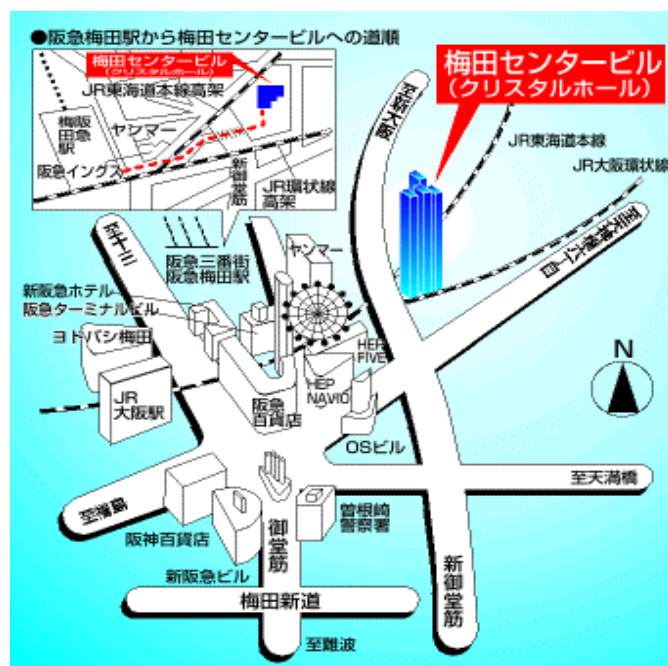 ●阪急梅田駅から梅田センタービルへの道順
梅田センタービル
（クリスタルホール）
JR東海道本線高架
梅阪
田急
駅
ヤンマー
阪急イングス
新御堂筋
JR環状線
高架
梅田センタービル
（クリスタルホール）
至新大阪
JR東海道本線
JR大阪環状線
至天神橋六丁目
至十三
阪急三番街
阪急梅田駅
ヤンマー
新阪急ホテル
阪急ターミナルビル
ヨドバシ梅田
HEP
FIVE
N
JR
大阪駅
阪急
百貨店
HEP
NAVIO
OSビル
至天満橋
阪神百貨店
御堂筋
曽根崎
警察署
新阪急ビル
新御堂筋
梅田新道
至難波